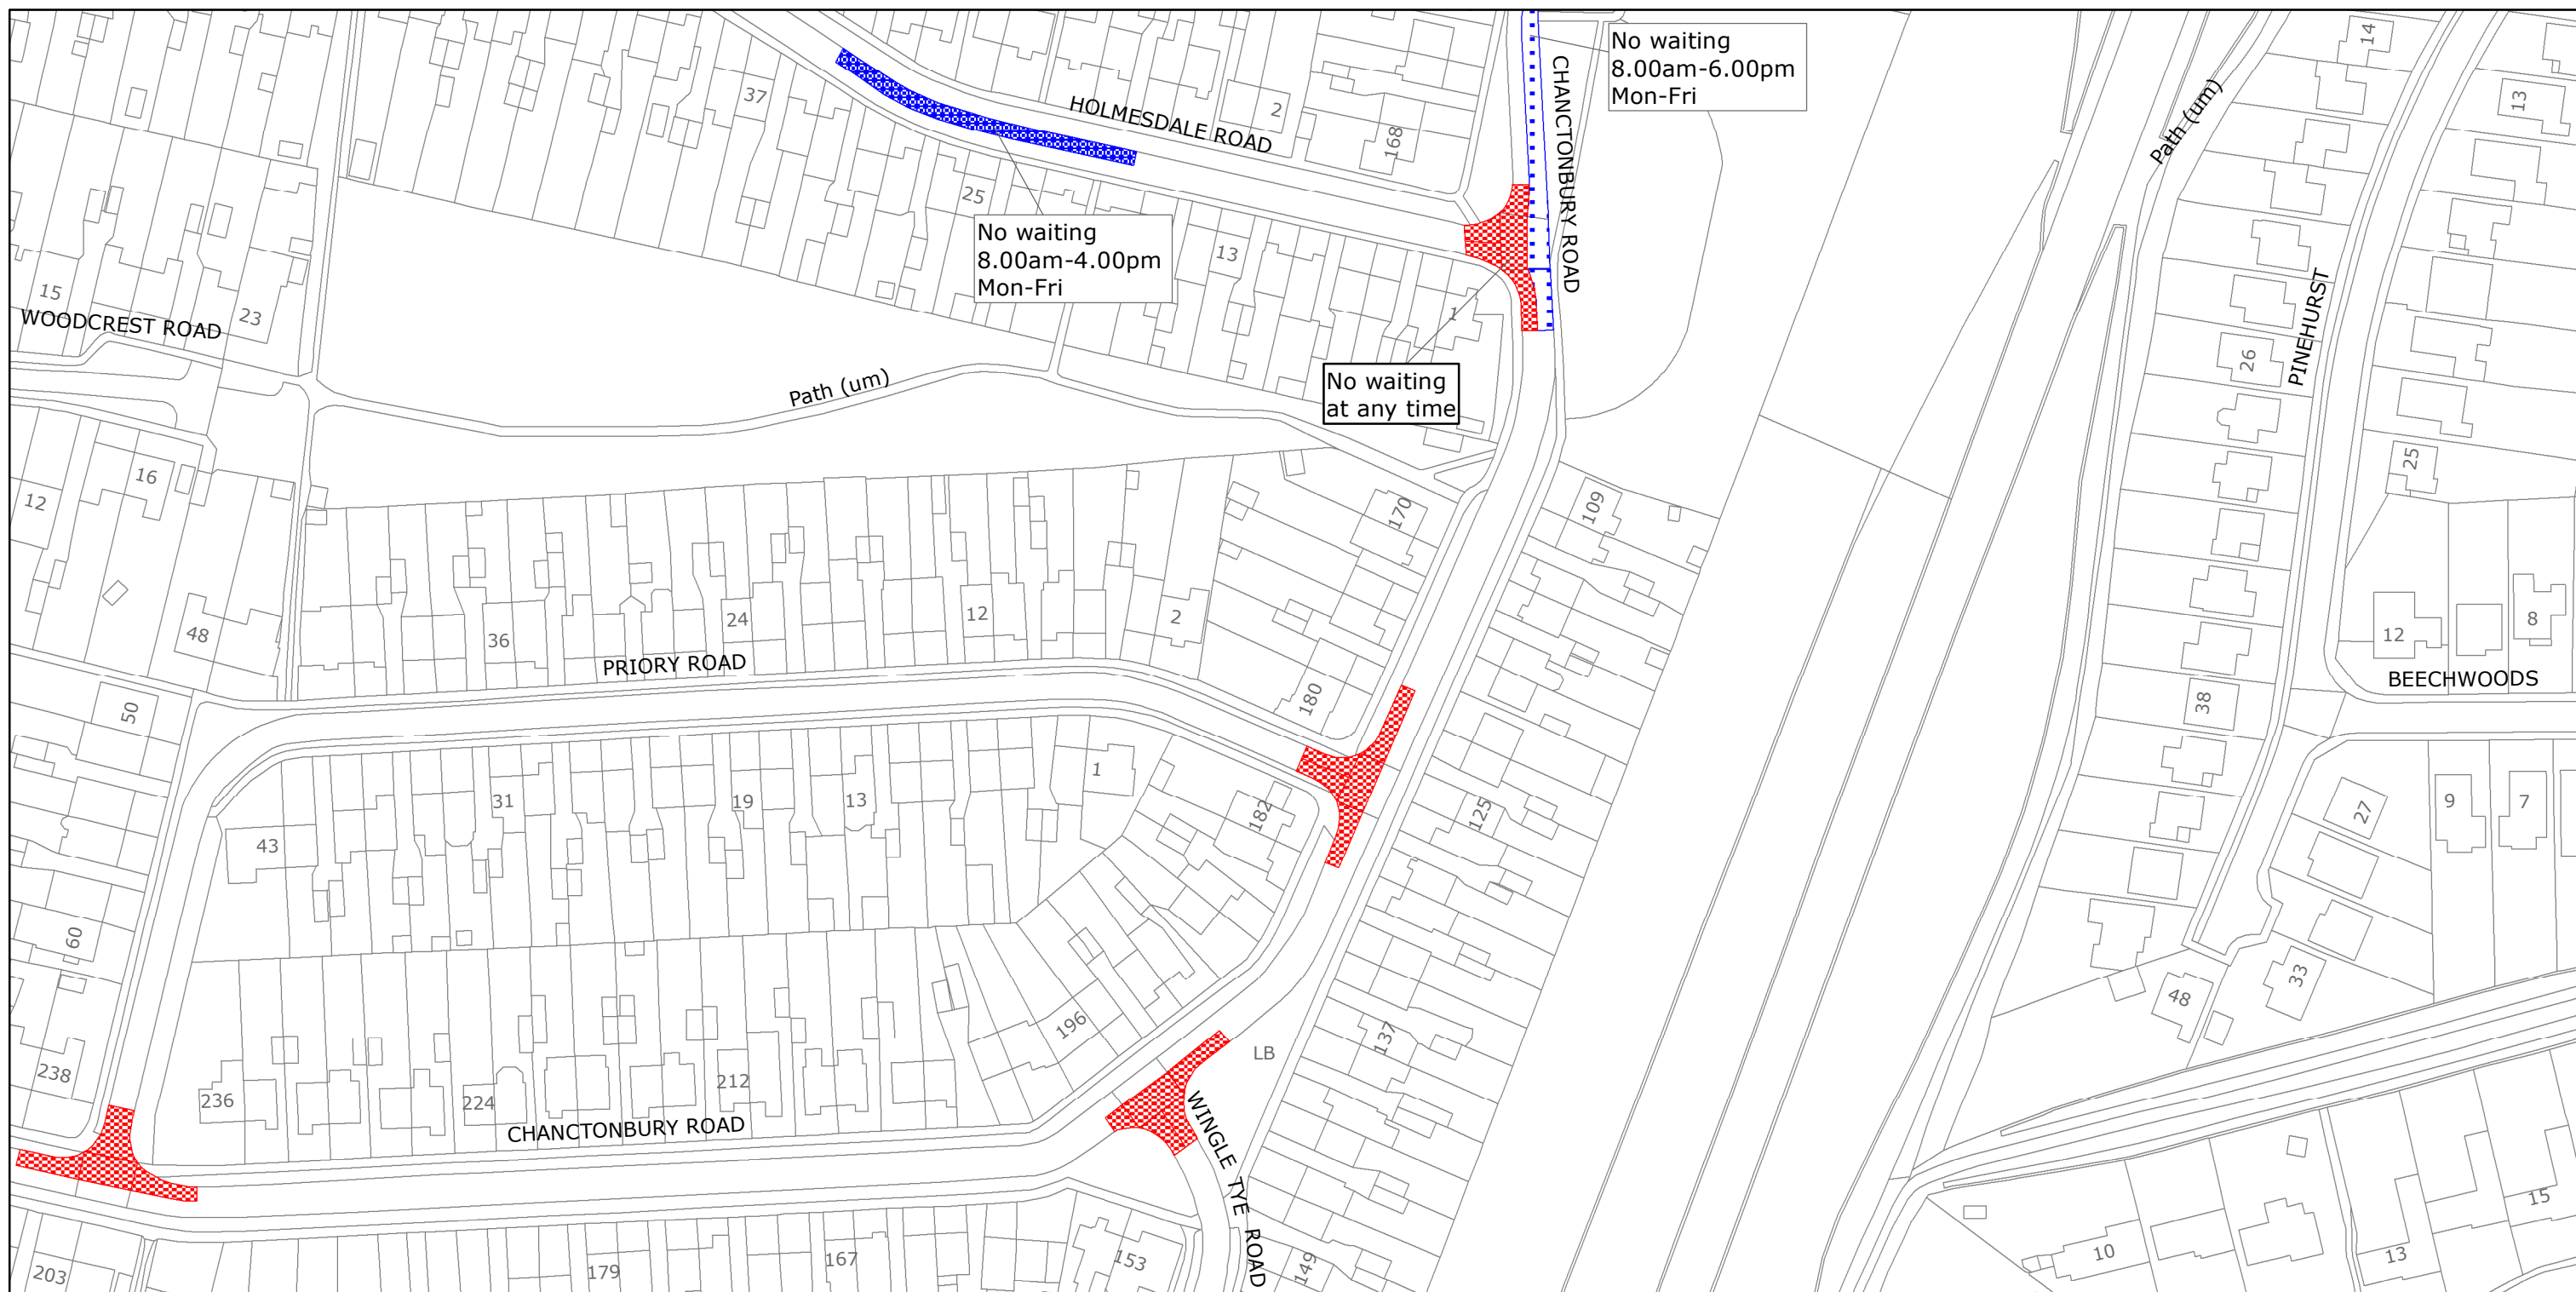 No waiting
8.00am-6.00pm
Mon-Fri
CHANCTONBURY ROAD
14
13
Path (um)
37
HOLMESDALE ROAD
2
168
25
No waiting
8.00am-4.00pm
Mon-Fri
13
1
15
23
WOODCREST ROAD
Path (um)
No waiting
at any time
PINEHURST
26
25
16
12
170
109
48
36
24
12
2
PRIORY ROAD
180
50
12
8
BEECHWOODS
38
1
31
19
13
182
125
43
27
9
7
60
196
137
LB
48
33
238
236
224
212
CHANCTONBURY ROAD
WINGLE TYE ROAD
203
179
167
153
149
10
13
15